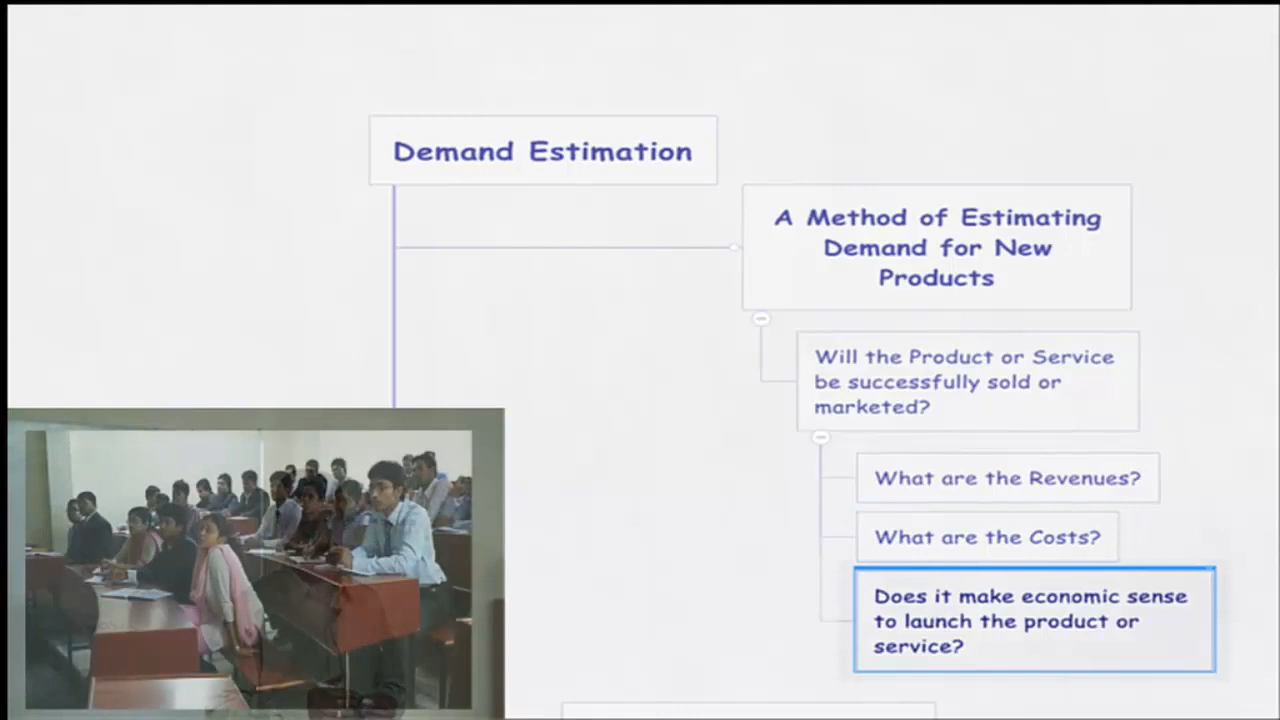 Demand Estimation
A Method of Estimating
Demand for New
Products
Will the Product or Service
be successfully sold or
marketed?
What are the Revenues?
What are the Costs?
Does it make economic sense
to launch the product or
service?